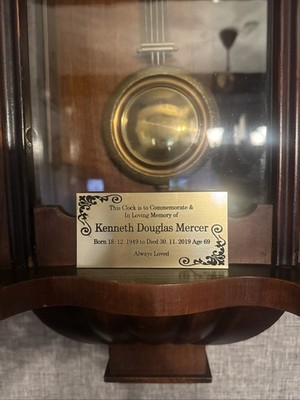 This Clock is to Commemorate &
In Loving Memory of
Kenneth Douglas Mercer
Born 18. 12. 1949 to Died 30. 11. 2019 Age 69
Always Loved